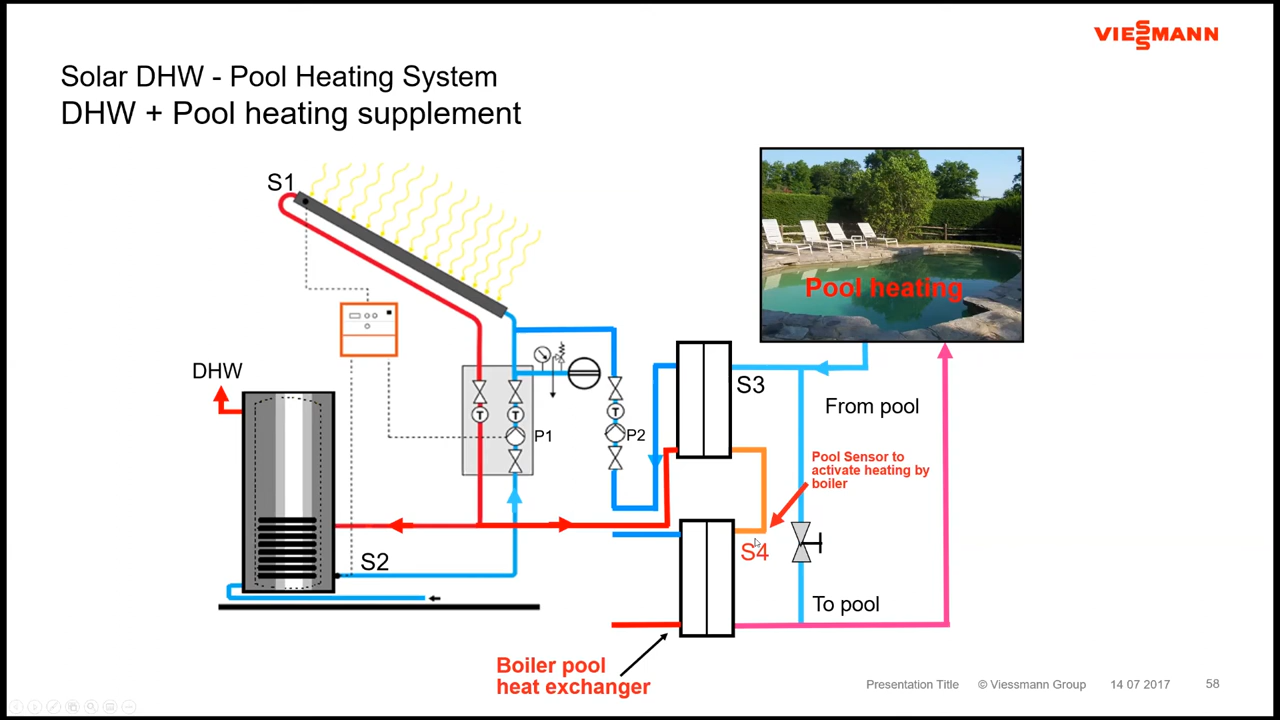 VIESSMANN
Solar DHW - Pool Heating System
DHW + Pool heating supplement
S1
Pool heating
DHW
S3
From pool
T
T
T
P1
P2
Pool Sensor to
activate heating by
boiler
S2
S4
To pool
Boiler pool
heat exchanger
Presentation Title © Viessmann Group 14 07 2017 58